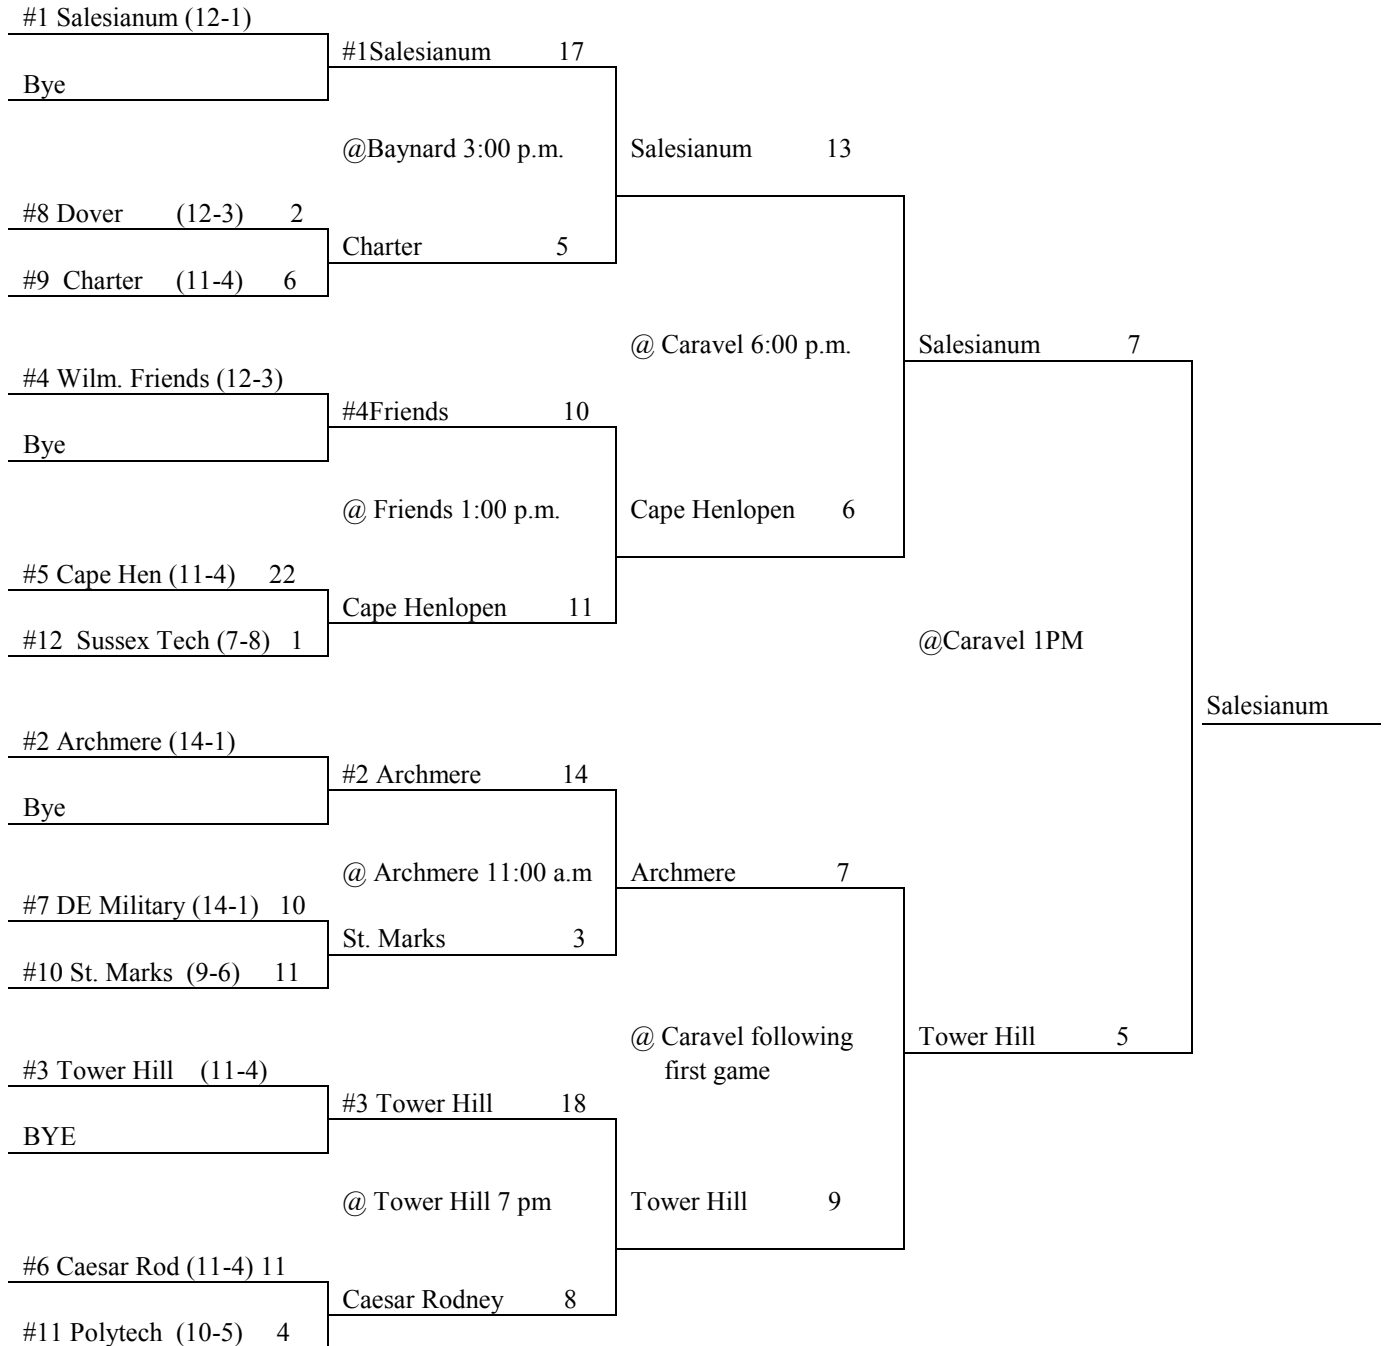 #1 Salesianum (12-1)
#1Salesianum 17
Bye
@Baynard 3:00 p.m.
Salesianum 13
#8 Dover (12-3) 2
Charter 5
#9 Charter (11-4) 6
@ Caravel 6:00 p.m.
Salesianum 7
#4 Wilm. Friends (12-3)
#4Friends 10
Bye
@ Friends 1:00 p.m.
Cape Henlopen 6
#5 Cape Hen (11-4) 22
Cape Henlopen 11
#12 Sussex Tech (7-8) 1
@Caravel 1PM
Salesianum
#2 Archmere (14-1)
#2 Archmere 14
Bye
@ Archmere 11:00 a.m
Archmere 7
#7 DE Military (14-1) 10
St. Marks 3
#10 St. Marks (9-6) 11
@ Caravel following
first game
Tower Hill 5
#3 Tower Hill (11-4)
#3 Tower Hill 18
BYE
@ Tower Hill 7 pm
Tower Hill 9
#6 Caesar Rod (11-4) 11
Caesar Rodney 8
#11 Polytech (10-5) 4